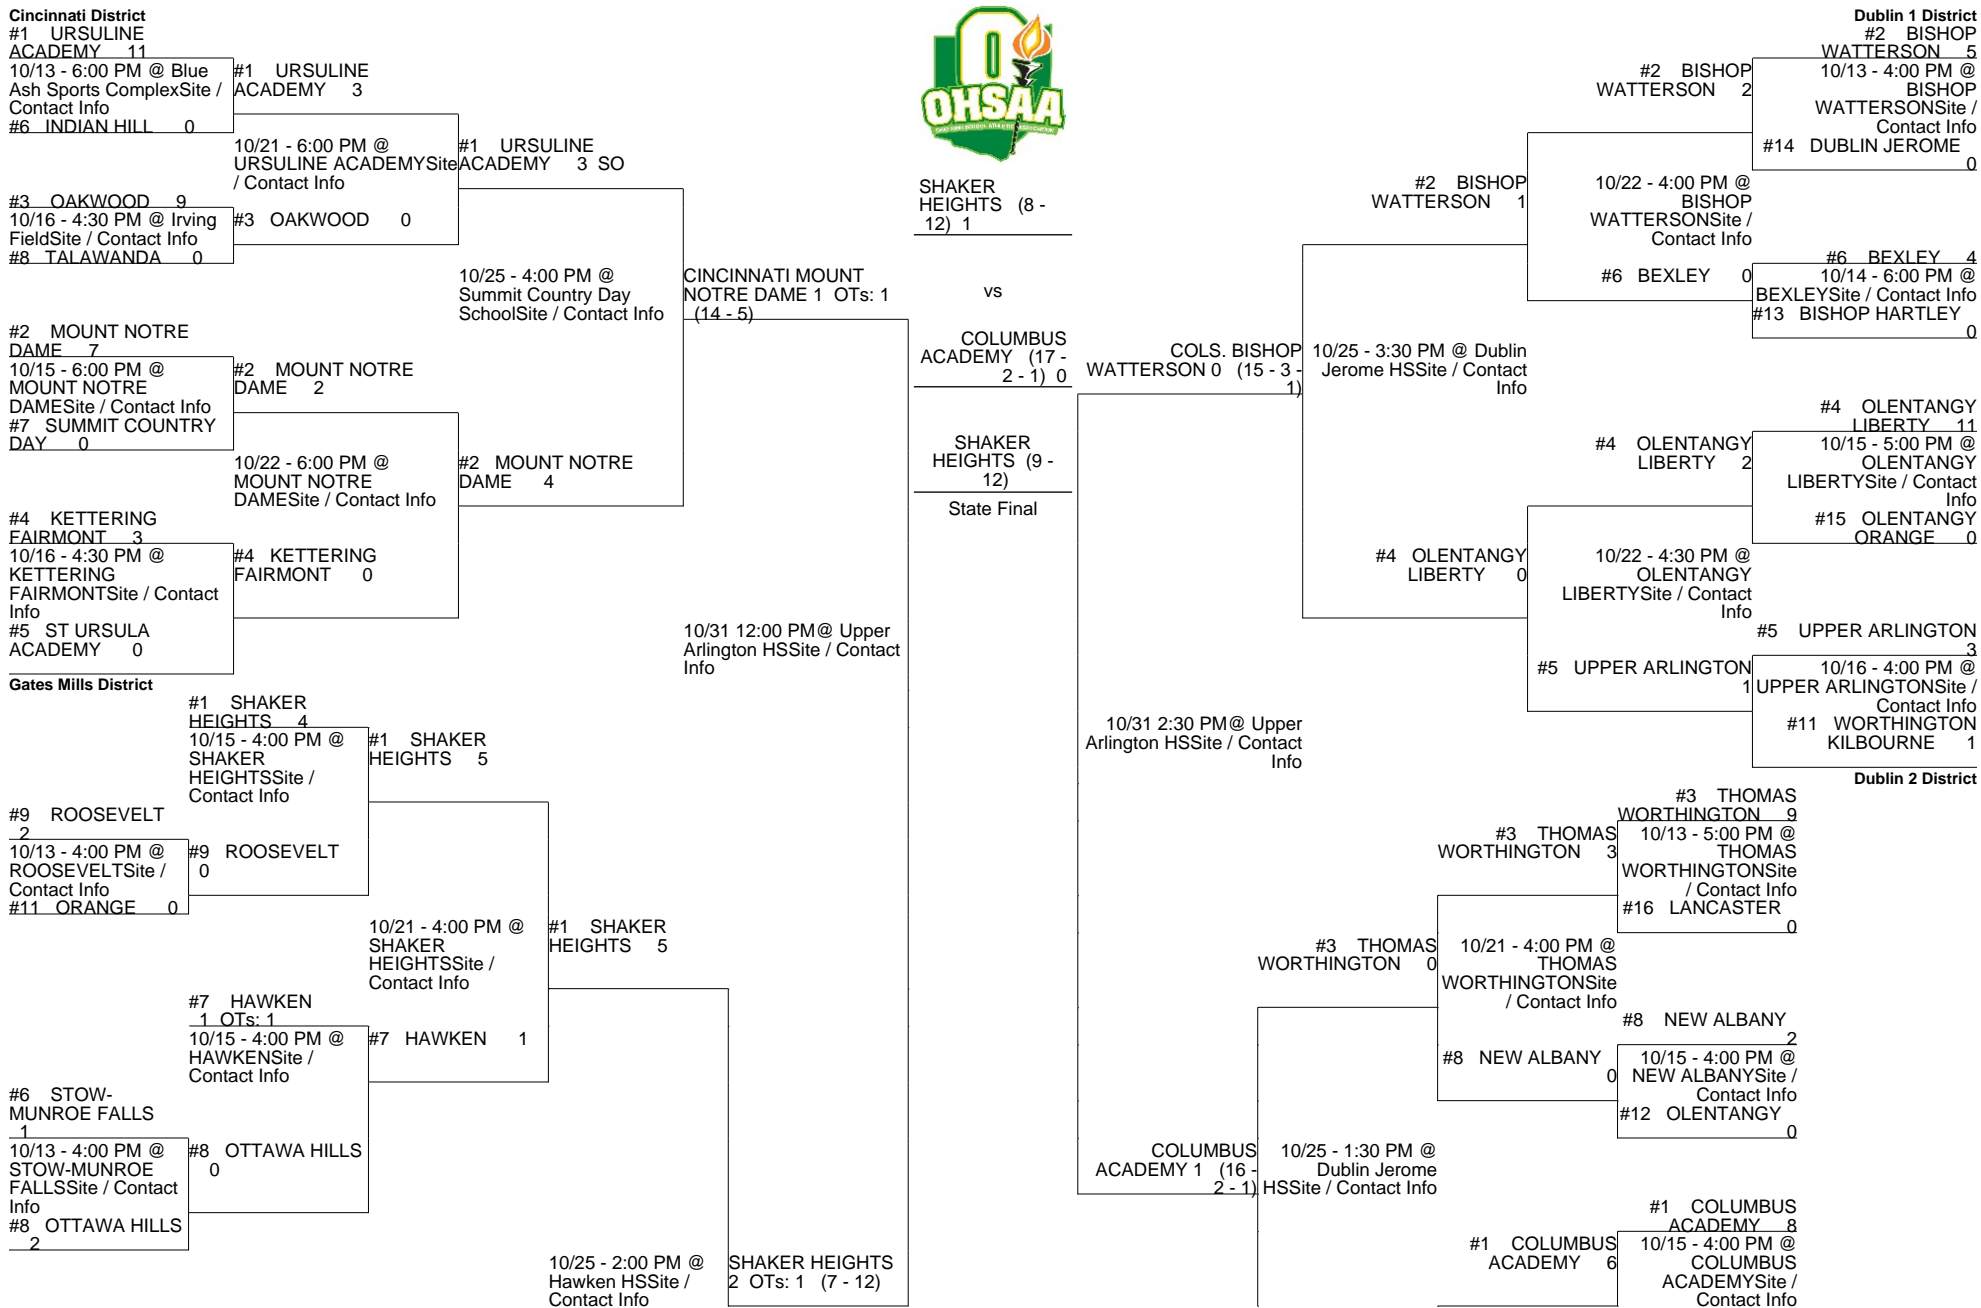 Cincinnati District
#1 URSULINE
ACADEMY 11
10/13 - 6:00 PM @ Blue
Ash Sports ComplexSite /
Contact Info
#6 INDIAN HILL 0
#1 URSULINE
ACADEMY 3
10/21 - 6:00 PM @
URSULINE ACADEMYSite
/ Contact Info
#1 URSULINE
ACADEMY 3 SO
#3 OAKWOOD 9
10/16 - 4:30 PM @ Irving
FieldSite / Contact Info
#8 TALAWANDA 0
#3 OAKWOOD 0
10/25 - 4:00 PM @
Summit Country Day
SchoolSite / Contact Info
CINCINNATI MOUNT
NOTRE DAME 1 OTs: 1
(14 - 5)
#2 MOUNT NOTRE
DAME 7
10/15 - 6:00 PM @
MOUNT NOTRE
DAMESite / Contact Info
#7 SUMMIT COUNTRY
DAY 0
#2 MOUNT NOTRE
DAME 2
10/22 - 6:00 PM @
MOUNT NOTRE
DAMESite / Contact Info
#2 MOUNT NOTRE
DAME 4
#4 KETTERING
FAIRMONT 3
10/16 - 4:30 PM @
KETTERING
FAIRMONTSite / Contact
Info
#5 ST URSULA
ACADEMY 0
#4 KETTERING
FAIRMONT 0
10/31 12:00 PM@ Upper
Arlington HSSite / Contact
Info
Gates Mills District
#1 SHAKER
HEIGHTS 4
10/15 - 4:00 PM @
SHAKER
HEIGHTSSite /
Contact Info
#1 SHAKER
HEIGHTS 5
#9 ROOSEVELT
2
10/13 - 4:00 PM @
ROOSEVELTSite /
Contact Info
#11 ORANGE 0
#9 ROOSEVELT
0
10/21 - 4:00 PM @
SHAKER
HEIGHTSSite /
Contact Info
#1 SHAKER
HEIGHTS 5
#7 HAWKEN
1 OTs: 1
10/15 - 4:00 PM @
HAWKENSite /
Contact Info
#7 HAWKEN 1
#6 STOW-
MUNROE FALLS
1
10/13 - 4:00 PM @
STOW-MUNROE
FALLSSite / Contact
Info
#8 OTTAWA HILLS
2
#8 OTTAWA HILLS
0
10/25 - 2:00 PM @
Hawken HSSite /
Contact Info
SHAKER HEIGHTS
2 OTs: 1 (7 - 12)
OHSAA
SHAKER
HEIGHTS (8 -
12) 1
vs
COLUMBUS
ACADEMY (17 -
2 - 1) 0
SHAKER
HEIGHTS (9 -
12)
State Final
Dublin 1 District
#2 BISHOP
WATTERSON 5
10/13 - 4:00 PM @
BISHOP
WATTERSONSite /
Contact Info
#14 DUBLIN JEROME
0
#2 BISHOP
WATTERSON 2
10/22 - 4:00 PM @
BISHOP
WATTERSONSite /
Contact Info
#2 BISHOP
WATTERSON 1
#6 BEXLEY 4
10/14 - 6:00 PM @
BEXLEYSite / Contact Info
#13 BISHOP HARTLEY
0
#6 BEXLEY 0
COLS. BISHOP
WATTERSON 0 (15 - 3 -
1)
10/25 - 3:30 PM @ Dublin
Jerome HSSite / Contact
Info
#4 OLENTANGY
LIBERTY 11
10/15 - 5:00 PM @
OLENTANGY
LIBERTYSite / Contact
Info
#15 OLENTANGY
ORANGE 0
#4 OLENTANGY
LIBERTY 2
10/22 - 4:30 PM @
OLENTANGY
LIBERTYSite / Contact
Info
#4 OLENTANGY
LIBERTY 0
#5 UPPER ARLINGTON
3
10/16 - 4:00 PM @
UPPER ARLINGTONSite /
Contact Info
#11 WORTHINGTON
KILBOURNE 1
#5 UPPER ARLINGTON
1
10/31 2:30 PM@ Upper
Arlington HSSite / Contact
Info
Dublin 2 District
#3 THOMAS
WORTHINGTON 9
10/13 - 5:00 PM @
THOMAS
WORTHINGTONSite
/ Contact Info
#16 LANCASTER
0
#3 THOMAS
WORTHINGTON 3
10/21 - 4:00 PM @
THOMAS
WORTHINGTONSite
/ Contact Info
#3 THOMAS
WORTHINGTON 0
#8 NEW ALBANY
2
10/15 - 4:00 PM @
NEW ALBANYSite /
Contact Info
#12 OLENTANGY
0
#8 NEW ALBANY
0
COLUMBUS
ACADEMY 1 (16 -
2 - 1)
10/25 - 1:30 PM @
Dublin Jerome
HSSite / Contact Info
#1 COLUMBUS
ACADEMY 8
10/15 - 4:00 PM @
COLUMBUS
ACADEMYSite /
Contact Info
#1 COLUMBUS
ACADEMY 6